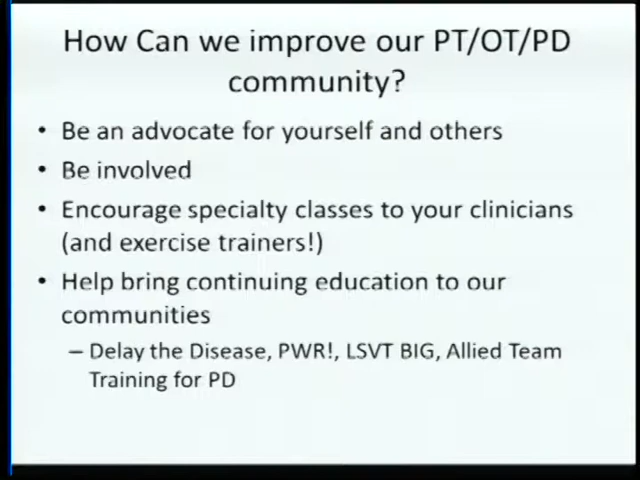 How Can we improve our PT/OT/PD
community?
• Be an advocate for yourself and others
• Be involved
• Encourage specialty classes to your clinicians
(and exercise trainers!)
• Help bring continuing education to our
communities
– Delay the Disease, PWR!, LSVT BIG, Allied Team
Training for PD